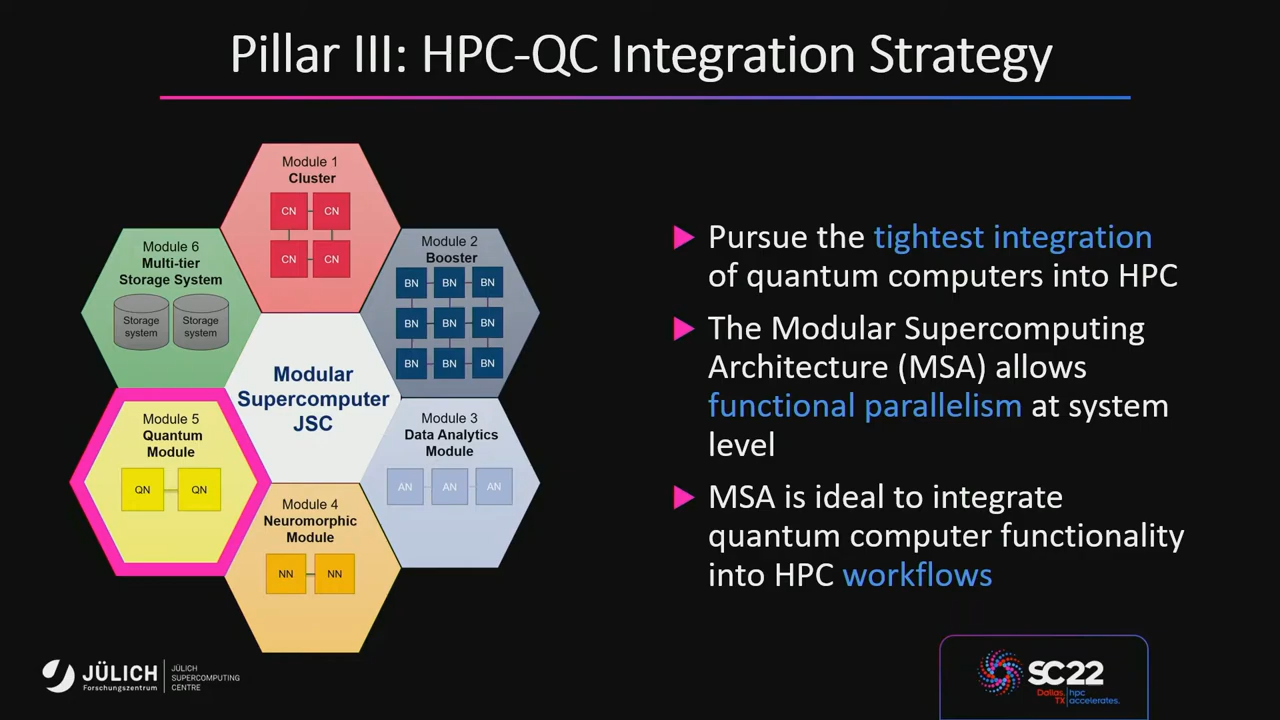 Pillar III: HPC-QC Integration Strategy
Module 1
Cluster
CN
CN
CN
CN
Module 2
Booster
BN
BN
BN
BN
BN
BN
BN
BN
BN
Module 3
Data Analytics
Module
AN
AN
AN
Module 4
Neuromorphic
Module
NN
NN
Module 5
Quantum
Module
QN
QN
Module 6
Multi-tier
Storage System
Storage
system
Storage
system
Modular
Supercomputer
JSC
Pursue the tightest integration
of quantum computers into HPC
The Modular Supercomputing
Architecture (MSA) allows
functional parallelism at system
level
MSA is ideal to integrate
quantum computer functionality
into HPC workflows
JÜLICH
Forschungszentrum
JÜLICH
SUPERCOMPUTING
CENTRE
SC22
Dallas,
TX
hpc
accelerates.